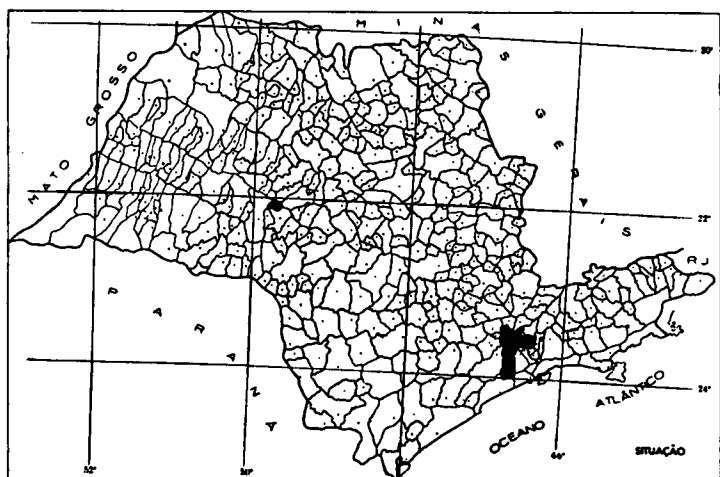 MINAS GERAIS
MATO GROSSO
20°
22°
RJ
PARANÁ
24°
ATLÂNTICO
OCEANO
52°
50°
46°
SITUAÇÃO